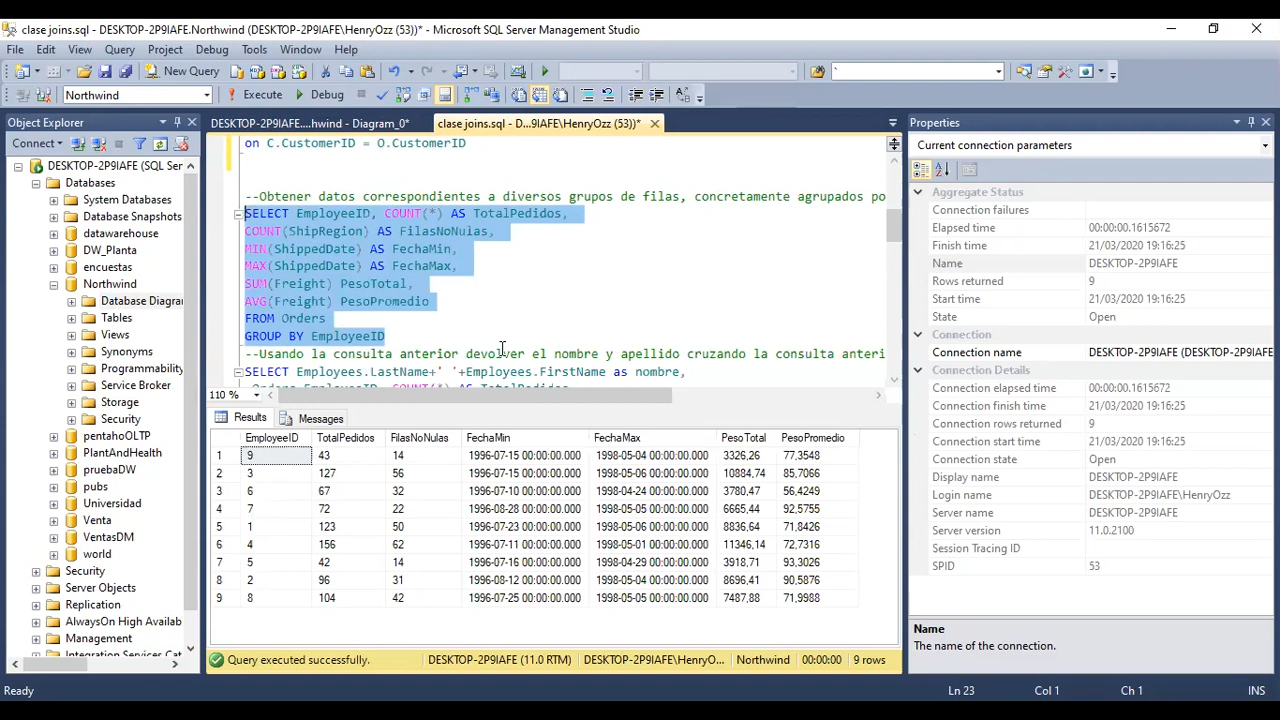 clase joins.sql - DESKTOP-2P9IAFE.Northwind (DESKTOP-2P9IAFE\HenryOzz (53))* - Microsoft SQL Server Management Studio
File Edit View Query Project Debug Tools Window Help
New Query
Northwind Execute Debug
Object Explorer
Connect
DESKTOP-2P9IAFE (SQL Ser
Databases
System Databases
Database Snapshots
datawarehouse
DW_Planta
encuestas
Northwind
Database Diagra
Tables
Views
Synonyms
Programmability
Service Broker
Storage
Security
pentahoOLTP
PlantAndHealth
pruebaDW
pubs
Universidad
Venta
VentasDM
world
Security
Server Objects
Replication
AlwaysOn High Availab
Management
Integration Services Cat
DESKTOP-2P9IAFE....hwind - Diagram_0* clase joins.sql - D...9IAFE\HenryOzz (53))*
on C.CustomerID = O.CustomerID
--Obtener datos correspondientes a diversos grupos de filas, concretamente agrupados po
SELECT EmployeeID, COUNT(*) AS TotalPedidos,
COUNT(ShipRegion) AS FilasNoNulas,
MIN(ShippedDate) AS FechaMin,
MAX(ShippedDate) AS FechaMax,
SUM(Freight) PesoTotal,
AVG(Freight) PesoPromedio
FROM Orders
GROUP BY EmployeeID
--Usando la consulta anterior devolver el nombre y apellido cruzando la consulta anteri
SELECT Employees.LastName+' '+Employees.FirstName as nombre,
110 %
Results Messages
EmployeeID TotalPedidos FilasNoNulas FechaMin FechaMax PesoTotal PesoPromedio
1 9 43 14 1996-07-15 00:00:00.000 1998-05-04 00:00:00.000 3326,26 77,3548
2 3 127 56 1996-07-15 00:00:00.000 1998-05-06 00:00:00.000 10884,74 85,7066
3 6 67 32 1996-07-10 00:00:00.000 1998-04-24 00:00:00.000 3780,47 56,4249
4 7 72 22 1996-08-28 00:00:00.000 1998-05-06 00:00:00.000 6665,44 92,5755
5 1 123 50 1996-07-23 00:00:00.000 1998-05-06 00:00:00.000 8836,64 71,8426
6 4 156 62 1996-07-11 00:00:00.000 1998-05-01 00:00:00.000 11346,14 72,7316
7 5 42 14 1996-07-16 00:00:00.000 1998-04-29 00:00:00.000 3918,71 93,3026
8 2 96 31 1996-08-12 00:00:00.000 1998-05-05 00:00:00.000 8696,41 90,5876
9 8 104 42 1996-07-25 00:00:00.000 1998-05-05 00:00:00.000 7487,88 71,9988
Query executed successfully. DESKTOP-2P9IAFE (11.0 RTM) DESKTOP-2P9IAFE\HenryO... Northwind 00:00:00 9 rows
Properties
Current connection parameters
Aggregate Status
Connection failures
Elapsed time 00:00:00.1615672
Finish time 21/03/2020 19:16:25
Name DESKTOP-2P9IAFE
Rows returned 9
Start time 21/03/2020 19:16:25
State Open
Connection
Connection name DESKTOP-2P9IAFE (DESKTOP-2P9IAFE
Connection Details
Connection elapsed time 00:00:00.1615672
Connection finish time 21/03/2020 19:16:25
Connection rows returned 9
Connection start time 21/03/2020 19:16:25
Connection state Open
Display name DESKTOP-2P9IAFE
Login name DESKTOP-2P9IAFE\HenryOzz
Server name DESKTOP-2P9IAFE
Server version 11.0.2100
Session Tracing ID
SPID 53
Name
The name of the connection.
Ready Ln 23 Col 1 Ch 1 INS